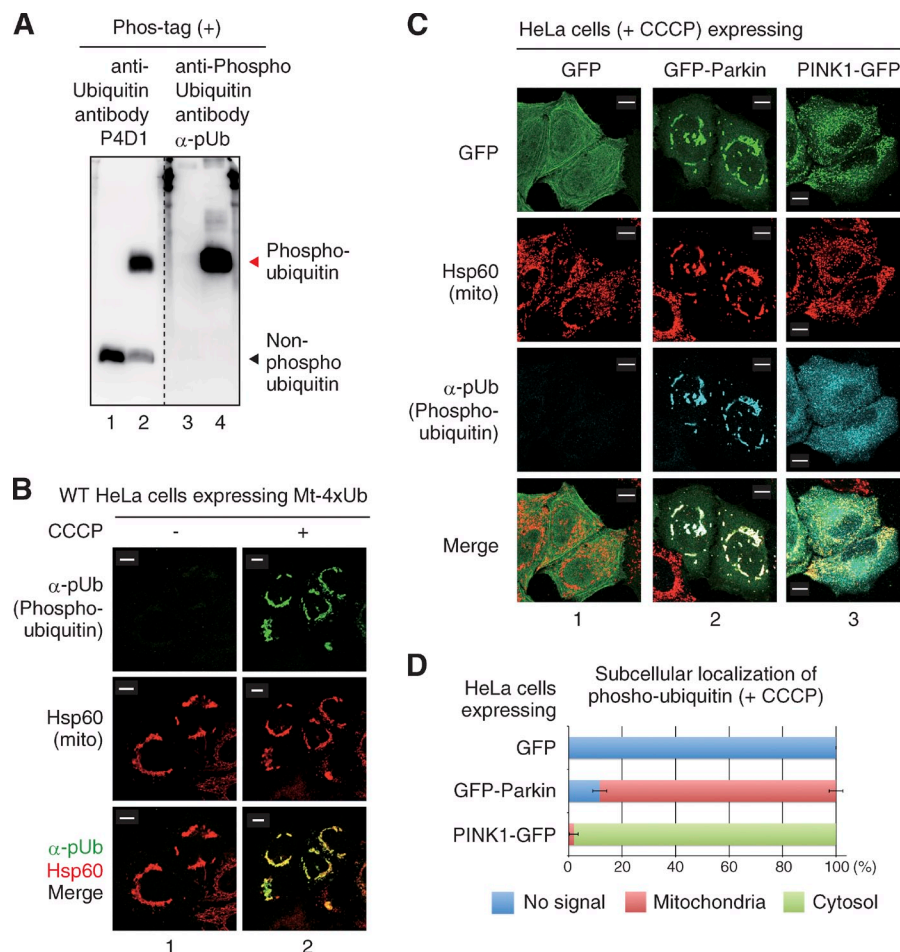 A
Phos-tag (+)
anti-
Ubiquitin
antibody
P4D1
anti-Phospho
Ubiquitin
antibody
α-pUb
Phospho-
ubiquitin
Non-
phospho
ubiquitin
1 2 3 4
B
WT HeLa cells expressing Mt-4xUb
CCCP - +
α-pUb
(Phospho-
ubiquitin)
Hsp60
(mito)
α-pUb
Hsp60
Merge
1 2
C
HeLa cells (+ CCCP) expressing
GFP GFP-Parkin PINK1-GFP
GFP
Hsp60
(mito)
α-pUb
(Phospho-
ubiquitin)
Merge
1 2 3
D
HeLa cells
expressing
Subcellular localization of
phosho-ubiquitin (+ CCCP)
GFP
GFP-Parkin
PINK1-GFP
0 20 40 60 80 100 (%)
No signal Mitochondria Cytosol